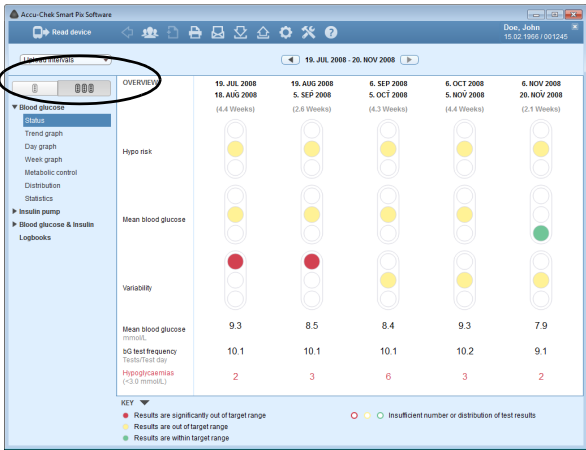 Accu-Chek Smart Pix Software
Read device
Doe, John
15.02.1966 / 001245
Upload intervals
19. JUL 2008 - 20. NOV 2008
OVERVIEW
19. JUL 2008 19. AUG 2008 6. SEP 2008 6. OCT 2008 6. NOV 2008
18. AUG 2008 5. SEP 2008 5. OCT 2008 5. NOV 2008 20. NOV 2008
(4.4 Weeks) (2.6 Weeks) (4.3 Weeks) (4.4 Weeks) (2.1 Weeks)
Blood glucose
Status
Trend graph
Day graph
Week graph
Metabolic control
Distribution
Statistics
Insulin pump
Blood glucose & Insulin
Logbooks
Hypo risk
Mean blood glucose
Variability
Mean blood glucose 9.3 8.5 8.4 9.3 7.9
mmol/L
bG test frequency 10.1 10.1 10.1 10.2 9.1
Tests/Test day
Hypoglycaemias 2 3 6 3 2
(<3.0 mmol/L)
KEY
Results are significantly out of target range
Insufficient number or distribution of test results
Results are out of target range
Results are within target range